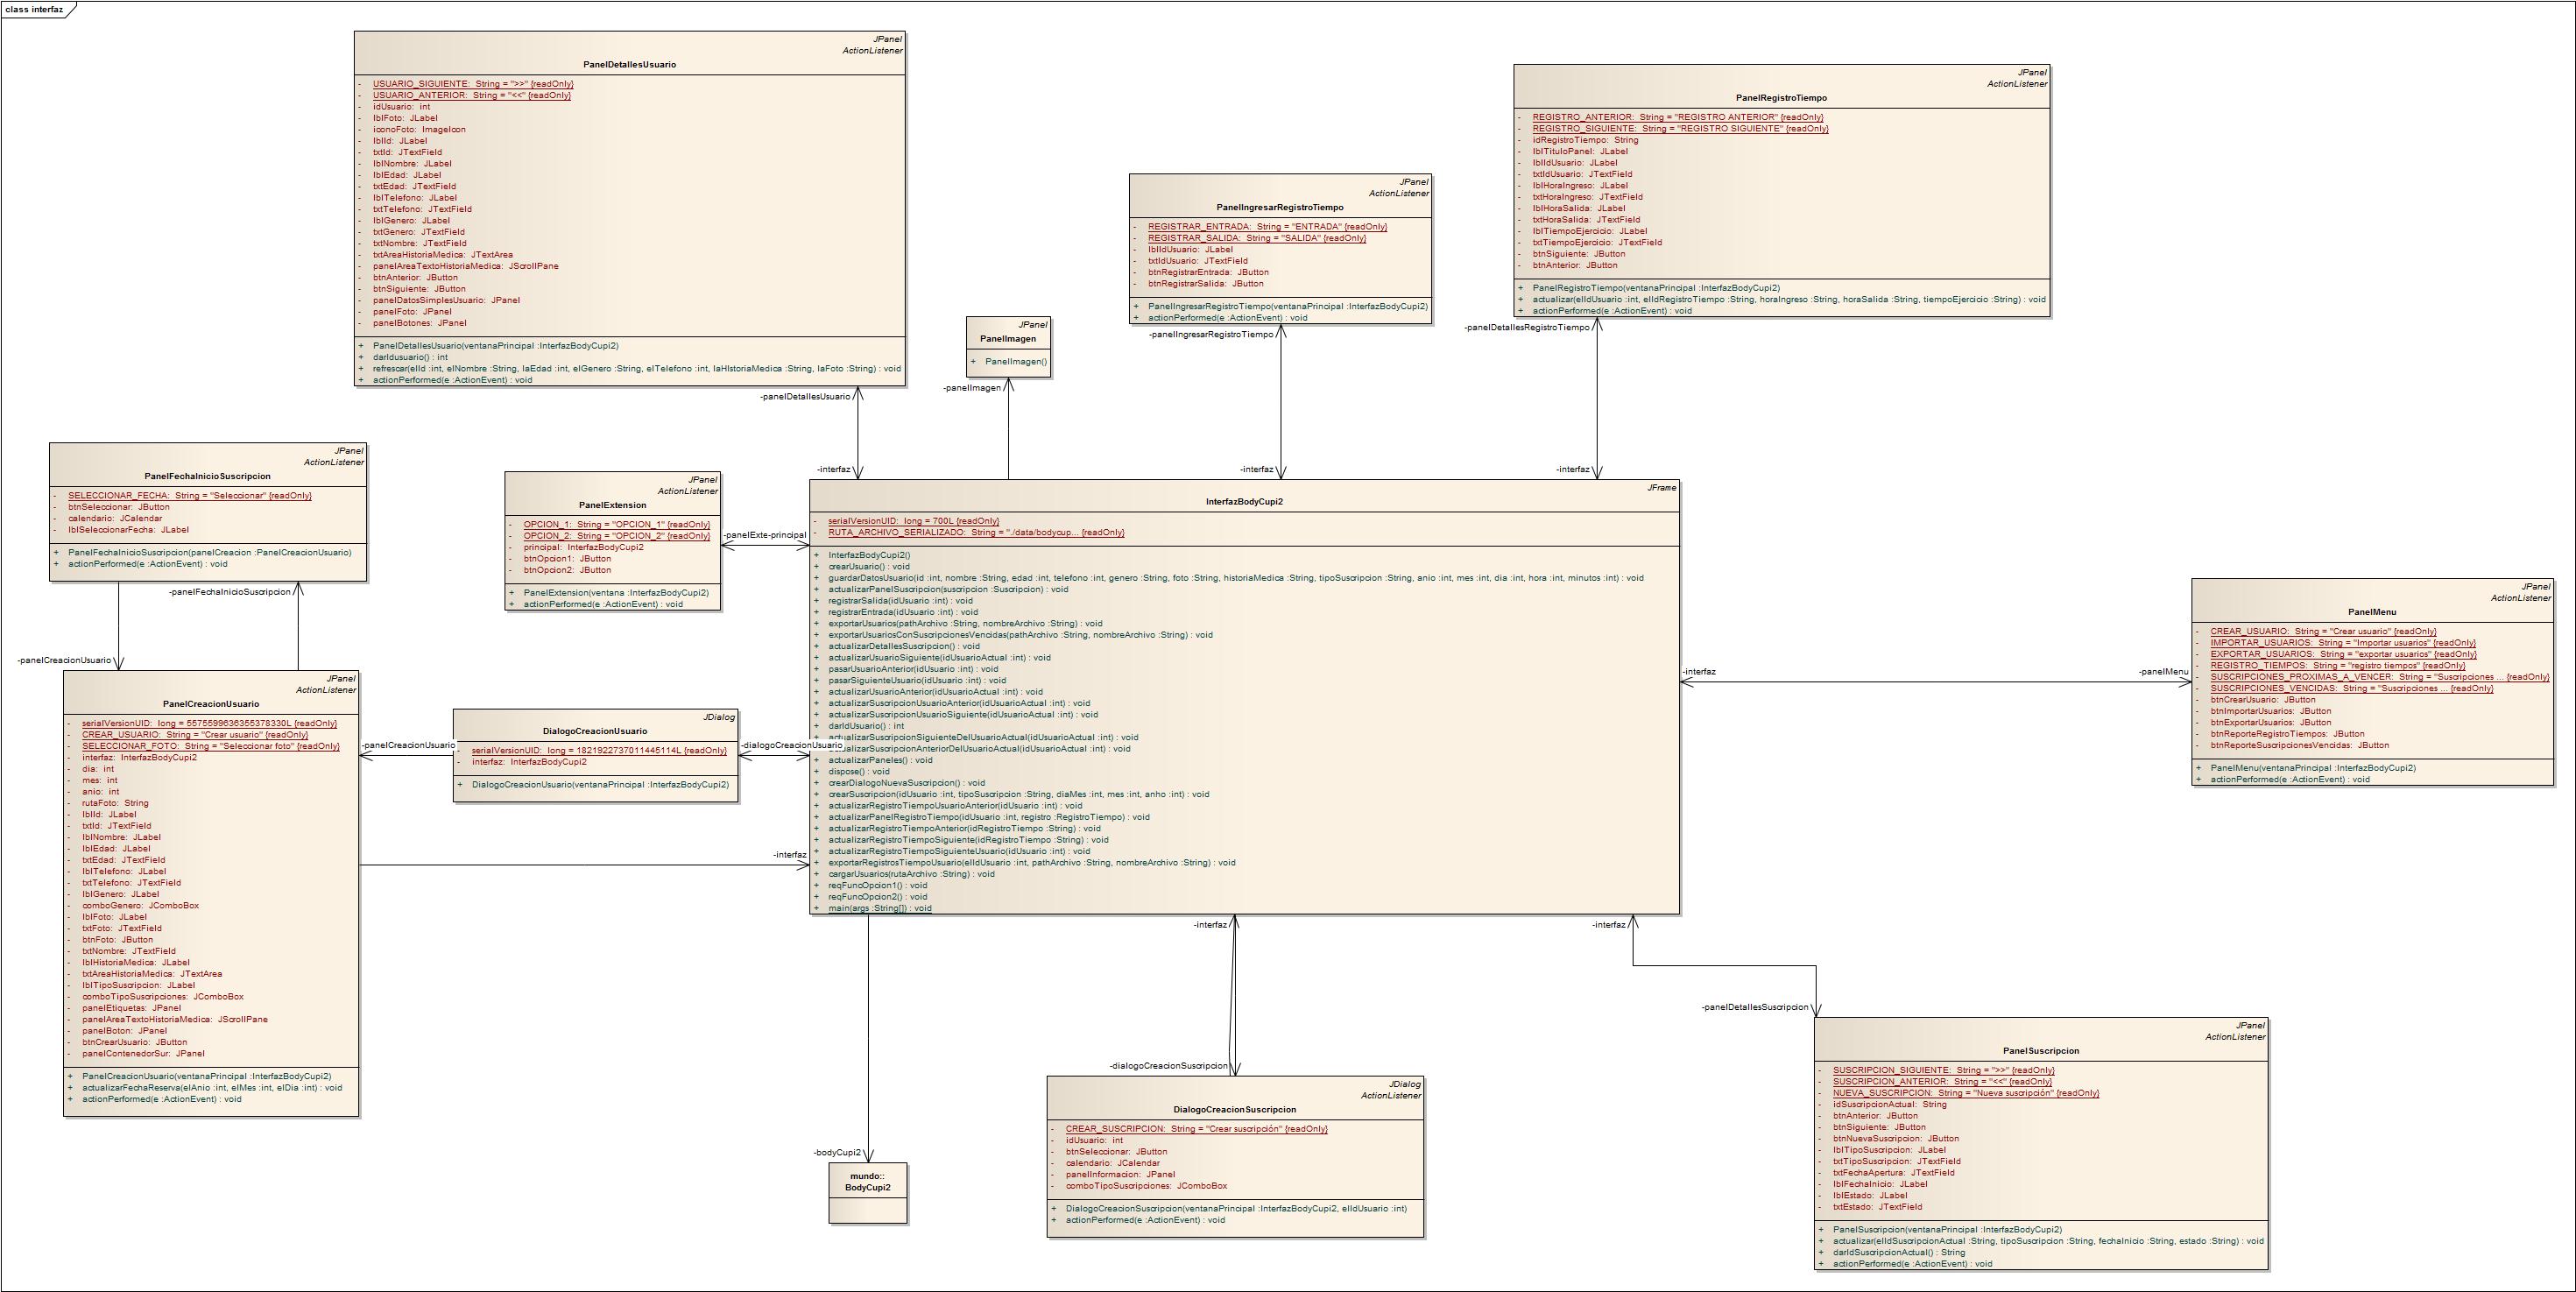 class interfaz
JPanel
ActionListener
PanelDetallesUsuario
- USUARIO_SIGUIENTE: String = ">>" {readOnly}
- USUARIO_ANTERIOR: String = "<<" {readOnly}
- idUsuario: int
- lblFoto: JLabel
- iconoFoto: ImageIcon
- lblId: JLabel
- txtId: JTextField
- lblNombre: JLabel
- lblEdad: JLabel
- txtEdad: JTextField
- lblTelefono: JLabel
- txtTelefono: JTextField
- lblGenero: JLabel
- txtGenero: JTextField
- txtNombre: JTextField
- txtAreaHistoriaMedica: JTextArea
- panelAreaTextoHistoriaMedica: JScrollPane
- btnAnterior: JButton
- btnSiguiente: JButton
- panelDatosSimplesUsuario: JPanel
- panelFoto: JPanel
- panelBotones: JPanel
+ PanelDetallesUsuario(ventanaPrincipal :InterfazBodyCupi2)
+ darIdusuario() : int
+ refrescar(elId :int, elNombre :String, laEdad :int, elGenero :String, elTelefono :int, laHIstoriaMedica :String, laFoto :String) : void
+ actionPerformed(e :ActionEvent) : void
JPanel
ActionListener
PanelRegistroTiempo
- REGISTRO_ANTERIOR: String = "REGISTRO ANTERIOR" {readOnly}
- REGISTRO_SIGUIENTE: String = "REGISTRO SIGUIENTE" {readOnly}
- idRegistroTiempo: String
- lblTituloPanel: JLabel
- lblIdUsuario: JLabel
- txtIdUsuario: JTextField
- lblHoraIngreso: JLabel
- txtHoraIngreso: JTextField
- lblHoraSalida: JLabel
- txtHoraSalida: JTextField
- lblTiempoEjercicio: JLabel
- txtTiempoEjercicio: JTextField
- btnSiguiente: JButton
- btnAnterior: JButton
+ PanelRegistroTiempo(ventanaPrincipal :InterfazBodyCupi2)
+ actualizar(elIdUsuario :int, elIdRegistroTiempo :String, horaIngreso :String, horaSalida :String, tiempoEjercicio :String) : void
+ actionPerformed(e :ActionEvent) : void
JPanel
ActionListener
PanelIngresarRegistroTiempo
- REGISTRAR_ENTRADA: String = "ENTRADA" {readOnly}
- REGISTRAR_SALIDA: String = "SALIDA" {readOnly}
- lblIdUsuario: JLabel
- txtIdUsuario: JTextField
- btnRegistrarEntrada: JButton
- btnRegistrarSalida: JButton
+ PanelIngresarRegistroTiempo(ventanaPrincipal :InterfazBodyCupi2)
+ actionPerformed(e :ActionEvent) : void
JPanel
PanelImagen
+ PanelImagen()
-panelDetallesUsuario
-panelImagen
-panelIngresarRegistroTiempo
-panelDetallesRegistroTiempo
-interfaz
-interfaz
-interfaz
JPanel
ActionListener
PanelFechaInicioSuscripcion
- SELECCIONAR_FECHA: String = "Seleccionar" {readOnly}
- btnSeleccionar: JButton
- calendario: JCalendar
- lblSeleccionarFecha: JLabel
+ PanelFechaInicioSuscripcion(panelCreacion :PanelCreacionUsuario)
+ actionPerformed(e :ActionEvent) : void
-panelFechaInicioSuscripcion
-panelCreacionUsuario
JPanel
ActionListener
PanelExtension
- OPCION_1: String = "OPCION_1" {readOnly}
- OPCION_2: String = "OPCION_2" {readOnly}
- principal: InterfazBodyCupi2
- btnOpcion1: JButton
- btnOpcion2: JButton
+ PanelExtension(ventana :InterfazBodyCupi2)
+ actionPerformed(e :ActionEvent) : void
-panelExte-principal
JFrame
InterfazBodyCupi2
- serialVersionUID: long = 700L {readOnly}
- RUTA_ARCHIVO_SERIALIZADO: String = "./data/bodycup... {readOnly}
+ InterfazBodyCupi2()
+ crearUsuario() : void
+ guardarDatosUsuario(id :int, nombre :String, edad :int, telefono :int, genero :String, foto :String, historiaMedica :String, tipoSuscripcion :String, anio :int, mes :int, dia :int, hora :int, minutos :int) : void
+ actualizarPanelSuscripcion(suscripcion :Suscripcion) : void
+ registrarSalida(idUsuario :int) : void
+ registrarEntrada(idUsuario :int) : void
+ exportarUsuarios(pathArchivo :String, nombreArchivo :String) : void
+ exportarUsuariosConSuscripcionesVencidas(pathArchivo :String, nombreArchivo :String) : void
+ actualizarDetallesSuscripcion() : void
+ actualizarUsuarioSiguiente(idUsuarioActual :int) : void
+ pasarUsuarioAnterior(idUsuario :int) : void
+ pasarSiguienteUsuario(idUsuario :int) : void
+ actualizarUsuarioAnterior(idUsuarioActual :int) : void
+ actualizarSuscripcionUsuarioAnterior(idUsuarioActual :int) : void
+ actualizarSuscripcionUsuarioSiguiente(idUsuarioActual :int) : void
+ darIdUsuario() : int
+ actualizarSuscripcionSiguienteDelUsuarioActual(idUsuarioActual :int) : void
+ actualizarSuscripcionAnteriorDelUsuarioActual(idUsuarioActual :int) : void
+ actualizarPaneles() : void
+ dispose() : void
+ crearDialogoNuevaSuscripcion() : void
+ crearSuscripcion(idUsuario :int, tipoSuscripcion :String, diaMes :int, mes :int, anho :int) : void
+ actualizarRegistroTiempoUsuarioAnterior(idUsuario :int) : void
+ actualizarPanelRegistroTiempo(idUsuario :int, registro :RegistroTiempo) : void
+ actualizarRegistroTiempoAnterior(idRegistroTiempo :String) : void
+ actualizarRegistroTiempoSiguiente(idRegistroTiempo :String) : void
+ actualizarRegistroTiempoSiguienteUsuario(idUsuario :int) : void
+ exportarRegistrosTiempoUsuario(elIdUsuario :int, pathArchivo :String, nombreArchivo :String) : void
+ cargarUsuarios(rutaArchivo :String) : void
+ reqFuncOpcion1() : void
+ reqFuncOpcion2() : void
+ main(args :String[]) : void
-interfaz
-panelMenu
JPanel
ActionListener
PanelMenu
- CREAR_USUARIO: String = "Crear usuario" {readOnly}
- IMPORTAR_USUARIOS: String = "Importar usuarios" {readOnly}
- EXPORTAR_USUARIOS: String = "exportar usuarios" {readOnly}
- REGISTRO_TIEMPOS: String = "registro tiempos" {readOnly}
- SUSCRIPCIONES_PROXIMAS_A_VENCER: String = "Suscripciones ... {readOnly}
- SUSCRIPCIONES_VENCIDAS: String = "Suscripciones ... {readOnly}
- btnCrearUsuario: JButton
- btnImportarUsuarios: JButton
- btnExportarUsuarios: JButton
- btnReporteRegistroTiempos: JButton
- btnReporteSuscripcionesVencidas: JButton
+ PanelMenu(ventanaPrincipal :InterfazBodyCupi2)
+ actionPerformed(e :ActionEvent) : void
JPanel
ActionListener
PanelCreacionUsuario
- serialVersionUID: long = 5575599636355378330L {readOnly}
- CREAR_USUARIO: String = "Crear usuario" {readOnly}
- SELECCIONAR_FOTO: String = "Seleccionar foto" {readOnly}
- interfaz: InterfazBodyCupi2
- dia: int
- mes: int
- anio: int
- rutaFoto: String
- lblId: JLabel
- txtId: JTextField
- lblNombre: JLabel
- lblEdad: JLabel
- txtEdad: JTextField
- lblTelefono: JLabel
- txtTelefono: JTextField
- lblGenero: JLabel
- comboGenero: JComboBox
- lblFoto: JLabel
- txtFoto: JTextField
- btnFoto: JButton
- txtNombre: JTextField
- lblHistoriaMedica: JLabel
- txtAreaHistoriaMedica: JTextArea
- lblTipoSuscripcion: JLabel
- comboTipoSuscripciones: JComboBox
- panelEtiquetas: JPanel
- panelAreaTextoHistoriaMedica: JScrollPane
- panelBoton: JPanel
- btnCrearUsuario: JButton
- panelContenedorSur: JPanel
+ PanelCreacionUsuario(ventanaPrincipal :InterfazBodyCupi2)
+ actualizarFechaReserva(elAnio :int, elMes :int, elDia :int) : void
+ actionPerformed(e :ActionEvent) : void
-panelCreacionUsuario
JDialog
DialogoCreacionUsuario
- serialVersionUID: long = 1821922737011445114L {readOnly}
- interfaz: InterfazBodyCupi2
+ DialogoCreacionUsuario(ventanaPrincipal :InterfazBodyCupi2)
-dialogoCreacionUsuario
-interfaz
-interfaz
-interfaz
-panelDetallesSuscripcion
-dialogoCreacionSuscripcion
-bodyCupi2
mundo::
BodyCupi2
JDialog
ActionListener
DialogoCreacionSuscripcion
- CREAR_SUSCRIPCION: String = "Crear suscripción" {readOnly}
- idUsuario: int
- btnSeleccionar: JButton
- calendario: JCalendar
- panelInformacion: JPanel
- comboTipoSuscripciones: JComboBox
+ DialogoCreacionSuscripcion(ventanaPrincipal :InterfazBodyCupi2, elIdUsuario :int)
+ actionPerformed(e :ActionEvent) : void
JPanel
ActionListener
PanelSuscripcion
- SUSCRIPCION_SIGUIENTE: String = ">>" {readOnly}
- SUSCRIPCION_ANTERIOR: String = "<<" {readOnly}
- NUEVA_SUSCRIPCION: String = "Nueva suscripción" {readOnly}
- idSuscripcionActual: String
- btnAnterior: JButton
- btnSiguiente: JButton
- btnNuevaSuscripcion: JButton
- lblTipoSuscripcion: JLabel
- txtTipoSuscripcion: JTextField
- txtFechaApertura: JTextField
- lblFechaInicio: JLabel
- lblEstado: JLabel
- txtEstado: JTextField
+ PanelSuscripcion(ventanaPrincipal :InterfazBodyCupi2)
+ actualizar(elIdSuscripcionActual :String, tipoSuscripcion :String, fechaInicio :String, estado :String) : void
+ darIdSuscripcionActual() : String
+ actionPerformed(e :ActionEvent) : void